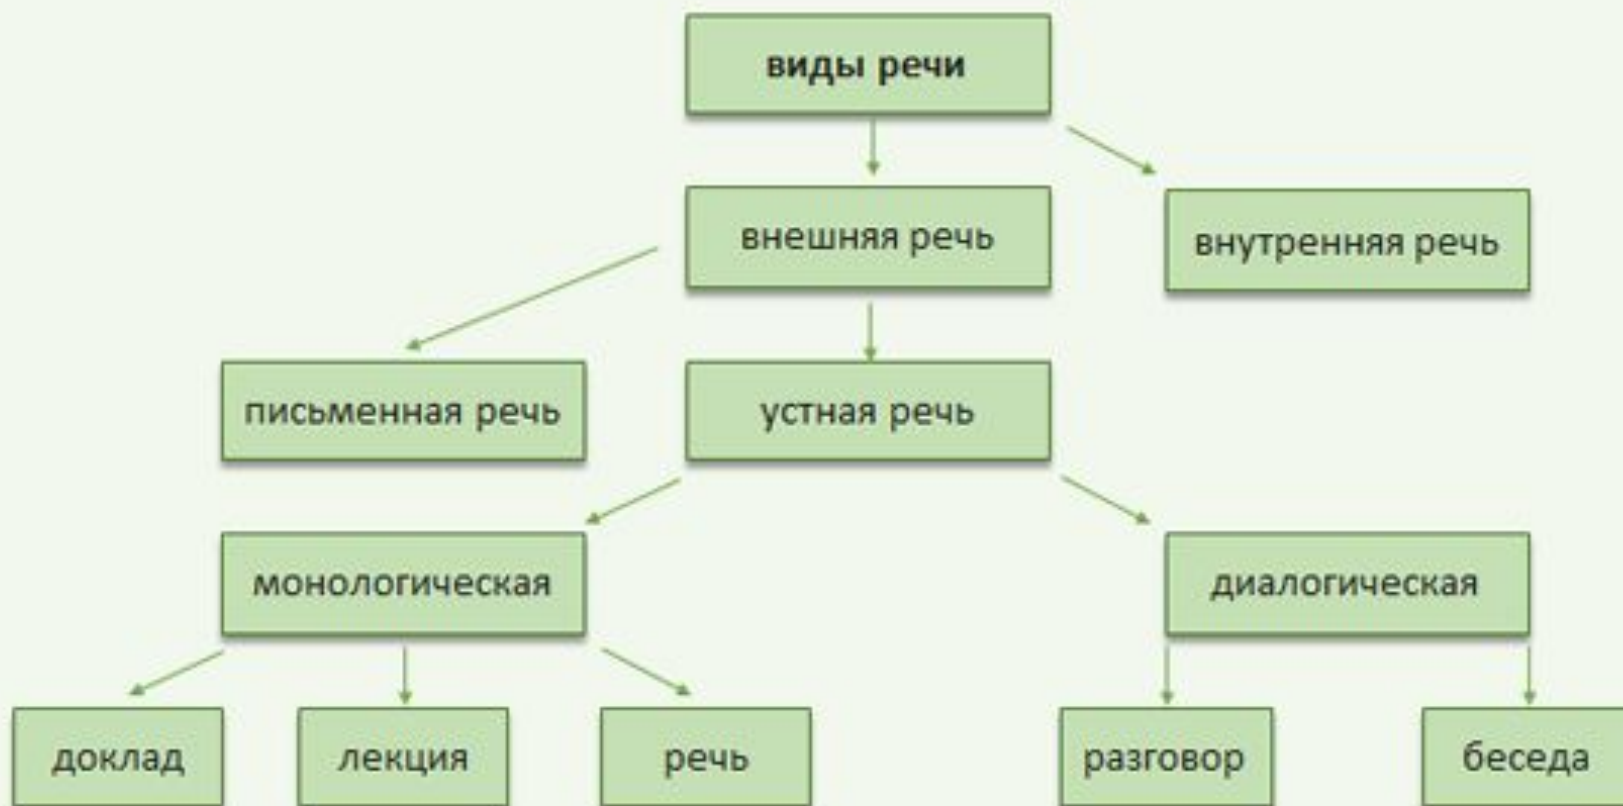 виды речи
внешняя речь
внутренняя речь
письменная речь
устная речь
монологическая
диалогическая
доклад
лекция
речь
разговор
беседа